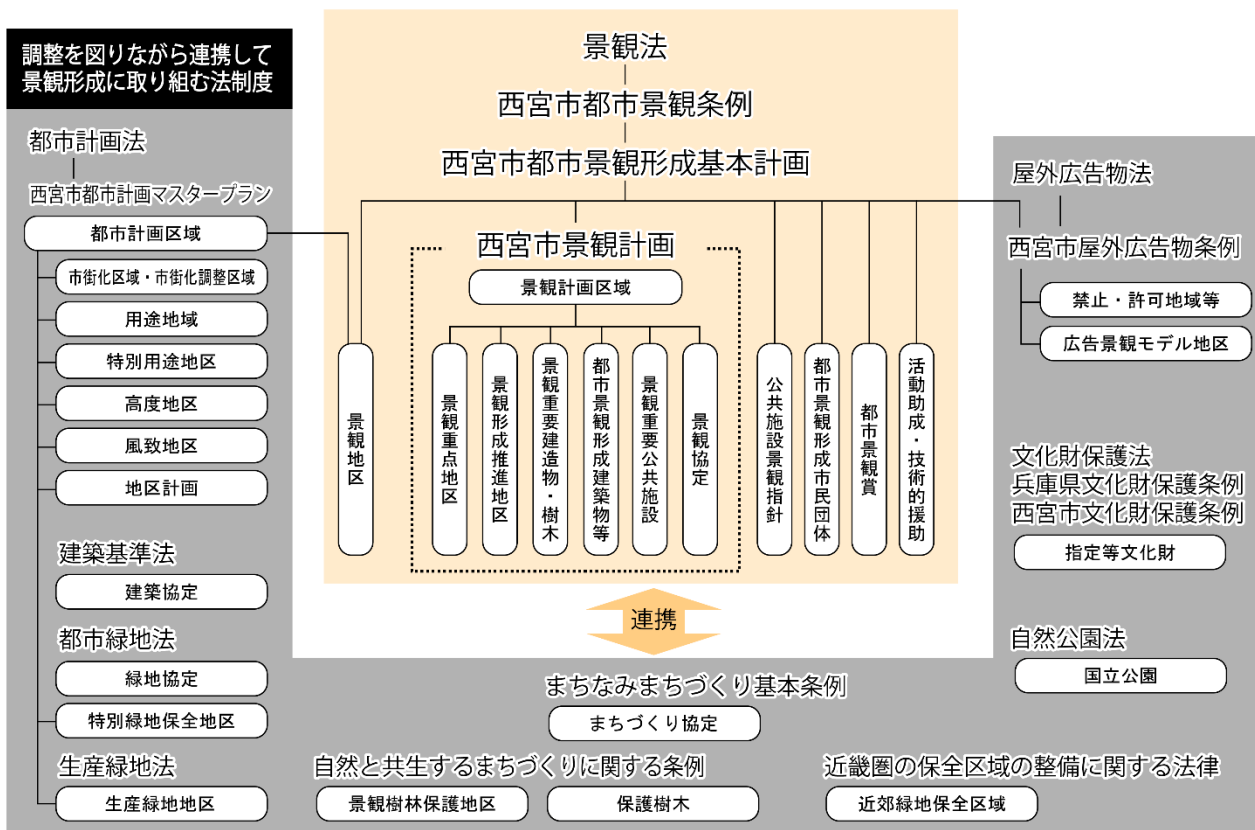 調整を図りながら連携して
景観形成に取り組む法制度
都市計画法
西宮市都市計画マスタープラン
都市計画区域
市街化区域・市街化調整区域
用途地域
特別用途地区
高度地区
風致地区
地区計画
建築基準法
建築協定
都市緑地法
緑地協定
特別緑地保全地区
生産緑地法
生産緑地地区
景観法
西宮市都市景観条例
西宮市都市景観形成基本計画
西宮市景観計画
景観計画区域
景観地区
景観重点地区
景観形成推進地区
景観重要建造物・樹木
都市景観形成建築物等
景観重要公共施設
景観協定
公共施設景観指針
都市景観形成市民団体
都市景観賞
活動助成・技術的援助
連携
まちなみまちづくり基本条例
まちづくり協定
自然と共生するまちづくりに関する条例
景観樹林保護地区
保護樹木
近畿圏の保全区域の整備に関する法律
近郊緑地保全区域
屋外広告物法
西宮市屋外広告物条例
禁止・許可地域等
広告景観モデル地区
文化財保護法
兵庫県文化財保護条例
西宮市文化財保護条例
指定等文化財
自然公園法
国立公園